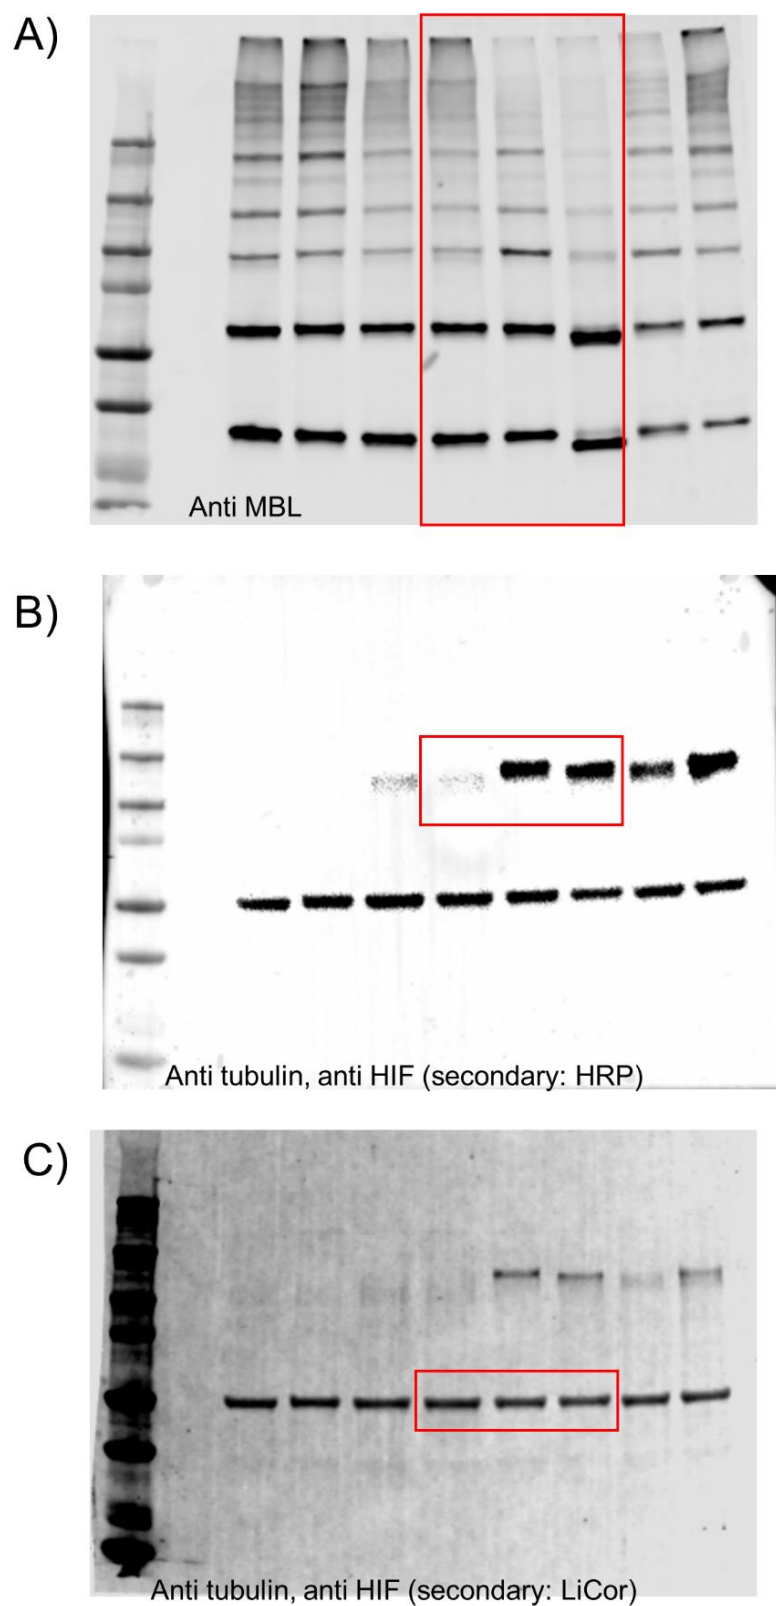 A)
Anti MBL
B)
Anti tubulin, anti HIF (secondary: HRP)
C)
Anti tubulin, anti HIF (secondary: LiCor)